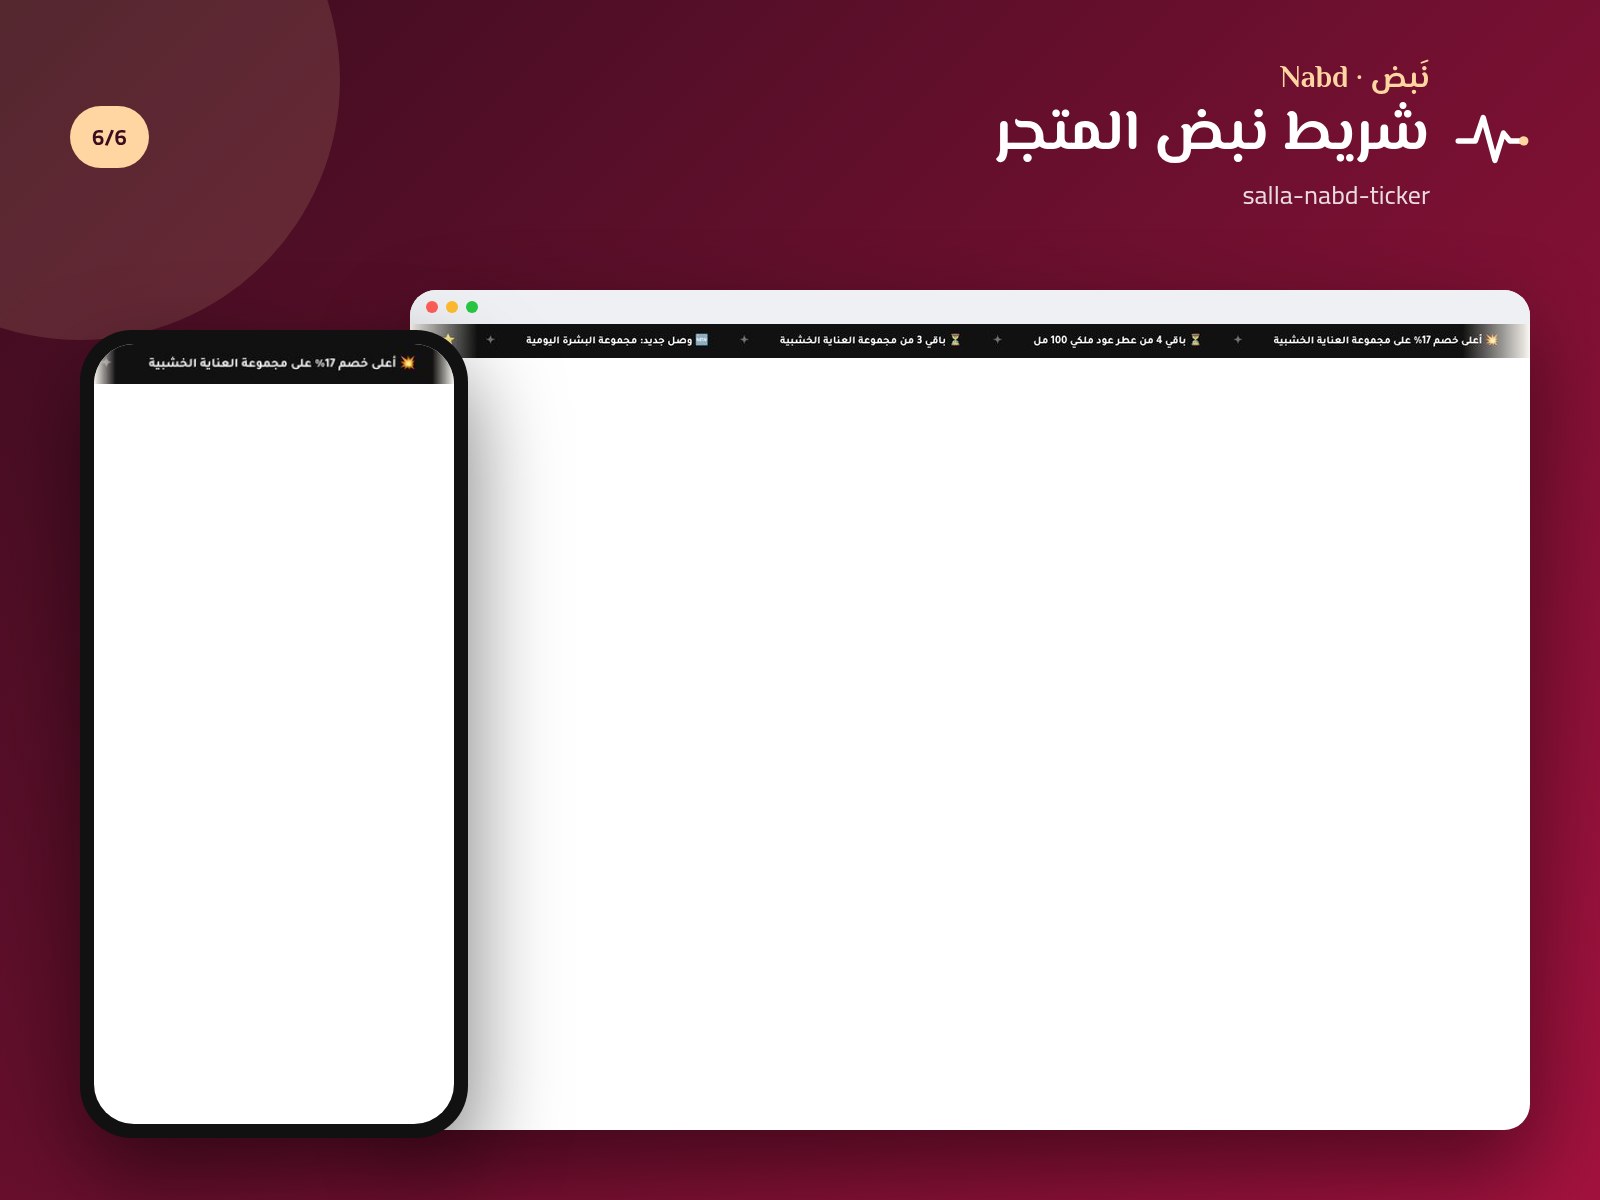 نَبض · Nabd
شريط نبض المتجر
salla-nabd-ticker
6/6
💥 أعلى خصم 17% على مجموعة العناية الخشبية ✦ ⏳ باقي 4 من عطر عود ملكي 100 مل ✦ ⏳ باقي 3 من مجموعة العناية الخشبية ✦ 🆕 وصل جديد: مجموعة البشرة اليومية ✦ ⭐
💥 أعلى خصم 17% على مجموعة العناية الخشبية ✦